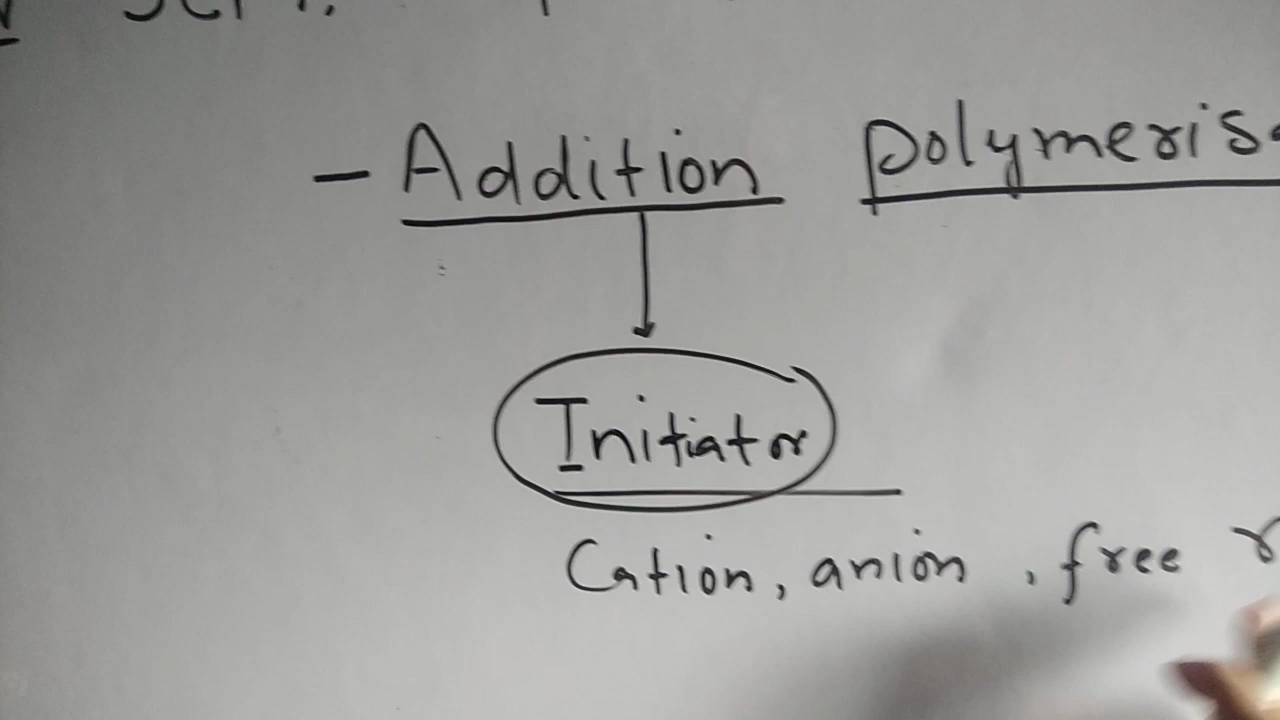 - Addition polymeris
Initiator
Cation, anion, free r